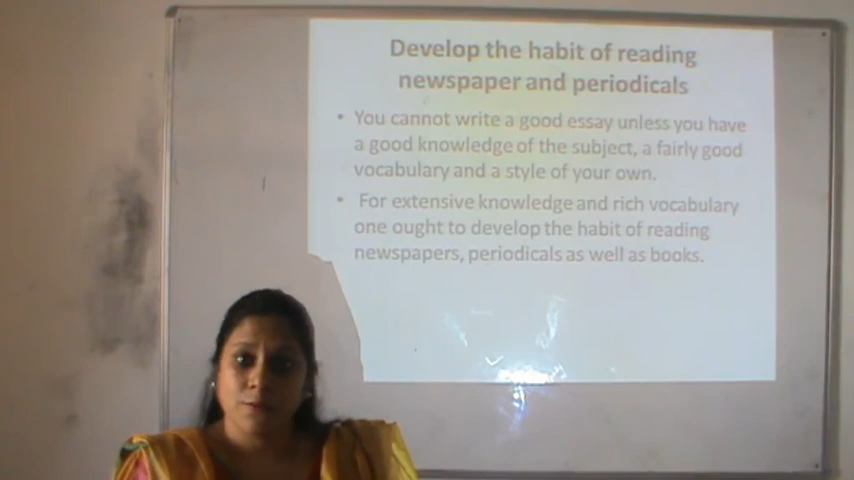 Develop the habit of reading
newspaper and periodicals
• You cannot write a good essay unless you have
a good knowledge of the subject, a fairly good
vocabulary and a style of your own.
• For extensive knowledge and rich vocabulary
one ought to develop the habit of reading
newspapers, periodicals as well as books.